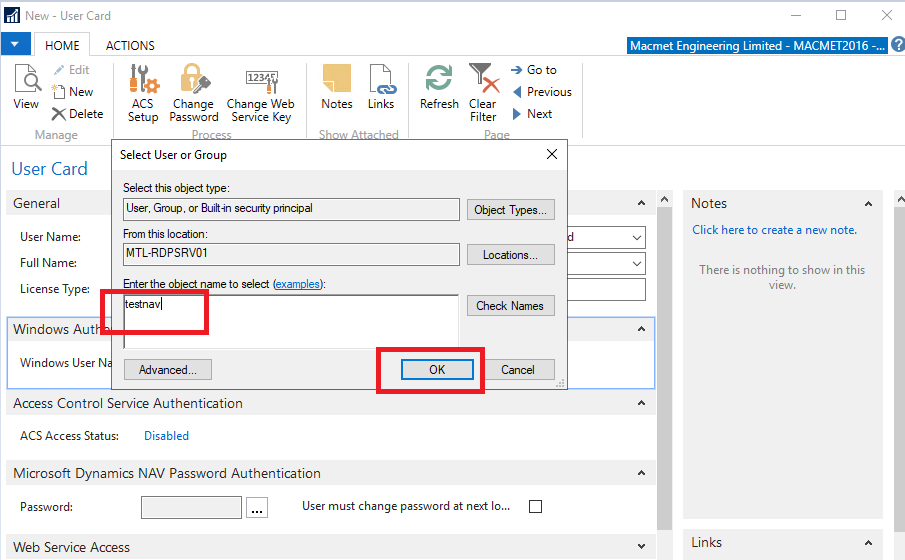 New - User Card
HOME
ACTIONS
Macmet Engineering Limited - MACMET2016 -...
?
View
Edit
New
Delete
Manage
ACS Setup
Change Password
12345
Change Web Service Key
Process
Notes
Links
Show Attached
Refresh
Clear Filter
Go to
Previous
Next
Page
User Card
General
User Name:
Full Name:
License Type:
d
Windows Authe
Windows User Na
Access Control Service Authentication
ACS Access Status:
Disabled
Microsoft Dynamics NAV Password Authentication
Password:
...
User must change password at next lo...
Web Service Access
Select User or Group
Select this object type:
User, Group, or Built-in security principal
Object Types...
From this location:
MTL-RDPSRV01
Locations...
Enter the object name to select (examples):
testnav
Check Names
Advanced...
OK
Cancel
Notes
Click here to create a new note.
There is nothing to show in this
view.
Links